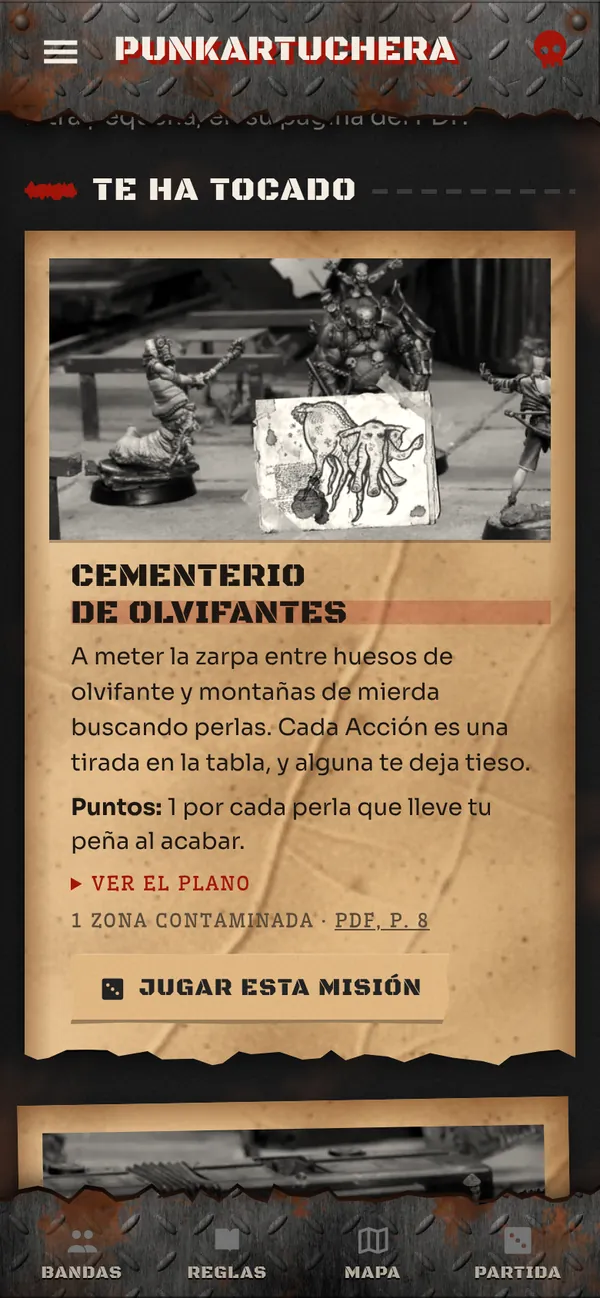 PUNKARTUCHERA
TE HA TOCADO
CEMENTERIO
DE OLVIFANTES
A meter la zarpa entre huesos de
olvifante y montañas de mierda
buscando perlas. Cada Acción es una
tirada en la tabla, y alguna te deja tieso.
Puntos: 1 por cada perla que lleve tu
peña al acabar.
▶ VER EL PLANO
1 ZONA CONTAMINADA · PDF, P. 8
JUGAR ESTA MISIÓN
BANDAS REGLAS MAPA PARTIDA